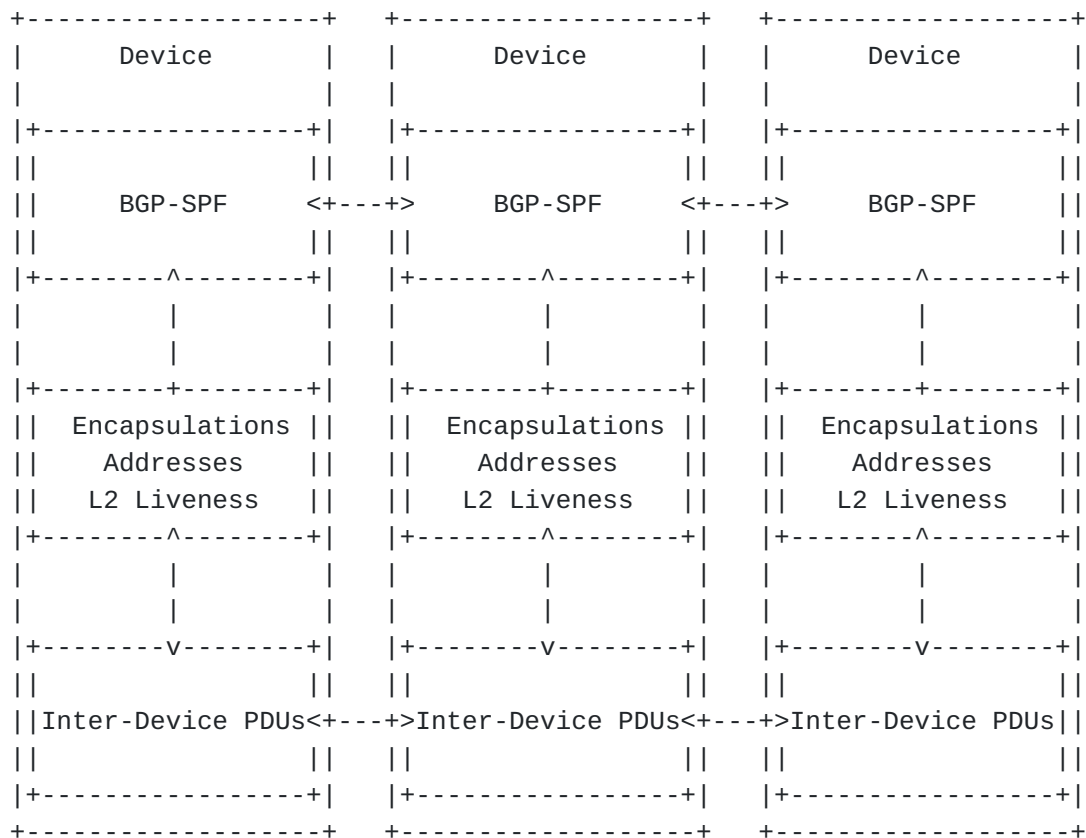 +-------------------+   +-------------------+   +-------------------+
|      Device       |   |      Device       |   |      Device       |
|                   |   |                   |   |                   |
|+-----------------+|   |+-----------------+|   |+-----------------+|
||                 ||   ||                 ||   ||                 ||
||     BGP-SPF     <+---+>     BGP-SPF     <+---+>     BGP-SPF     ||
||                 ||   ||                 ||   ||                 ||
|+--------^--------+|   |+--------^--------+|   |+--------^--------+|
|         |         |   |         |         |   |         |         |
|         |         |   |         |         |   |         |         |
|+--------+--------+|   |+--------+--------+|   |+--------+--------+|
||  Encapsulations ||   ||  Encapsulations ||   ||  Encapsulations ||
||    Addresses    ||   ||    Addresses    ||   ||    Addresses    ||
||   L2 Liveness   ||   ||   L2 Liveness   ||   ||   L2 Liveness   ||
|+--------^--------+|   |+--------^--------+|   |+--------^--------+|
|         |         |   |         |         |   |         |         |
|         |         |   |         |         |   |         |         |
|+--------v--------+|   |+--------v--------+|   |+--------v--------+|
||                 ||   ||                 ||   ||                 ||
||Inter-Device PDUs<+---+>Inter-Device PDUs<+---+>Inter-Device PDUs||
||                 ||   ||                 ||   ||                 ||
|+-----------------+|   |+-----------------+|   |+-----------------+|
+-------------------+   +-------------------+   +-------------------+